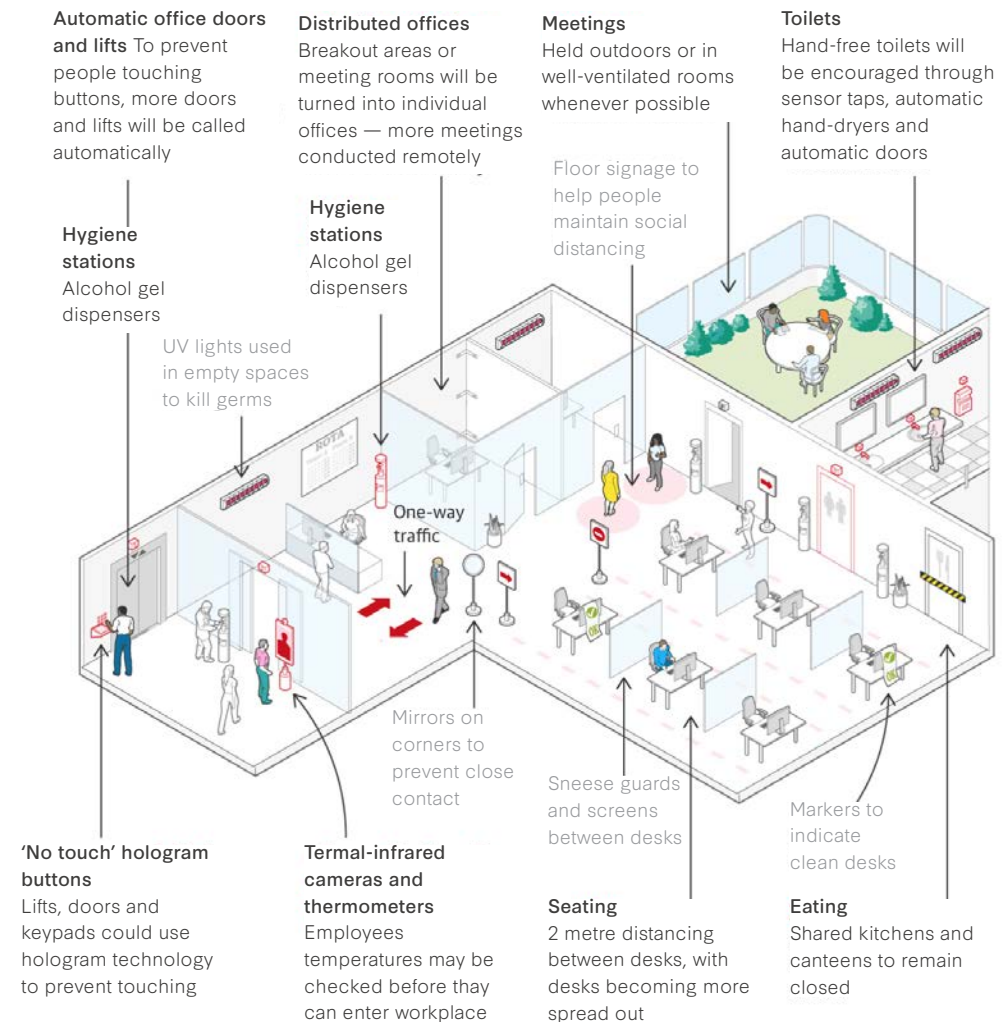 Automatic office doors
and lifts To prevent
people touching
buttons, more doors
and lifts will be called
automatically
Distributed offices
Breakout areas or
meeting rooms will be
turned into individual
offices — more meetings
conducted remotely
Meetings
Held outdoors or in
well-ventilated rooms
whenever possible
Toilets
Hand-free toilets will
be encouraged through
sensor taps, automatic
hand-dryers and
automatic doors
Floor signage to
help people
maintain social
distancing
Hygiene
stations
Alcohol gel
dispensers
Hygiene
stations
Alcohol gel
dispensers
UV lights used
in empty spaces
to kill germs
ROTA
One-way
traffic
OK
OK
Mirrors on
corners to
prevent close
contact
Sneese guards
and screens
between desks
Markers to
indicate
clean desks
'No touch' hologram
buttons
Lifts, doors and
keypads could use
hologram technology
to prevent touching
Termal-infrared
cameras and
thermometers
Employees
temperatures may be
checked before thay
can enter workplace
Seating
2 metre distancing
between desks, with
desks becoming more
spread out
Eating
Shared kitchens and
canteens to remain
closed